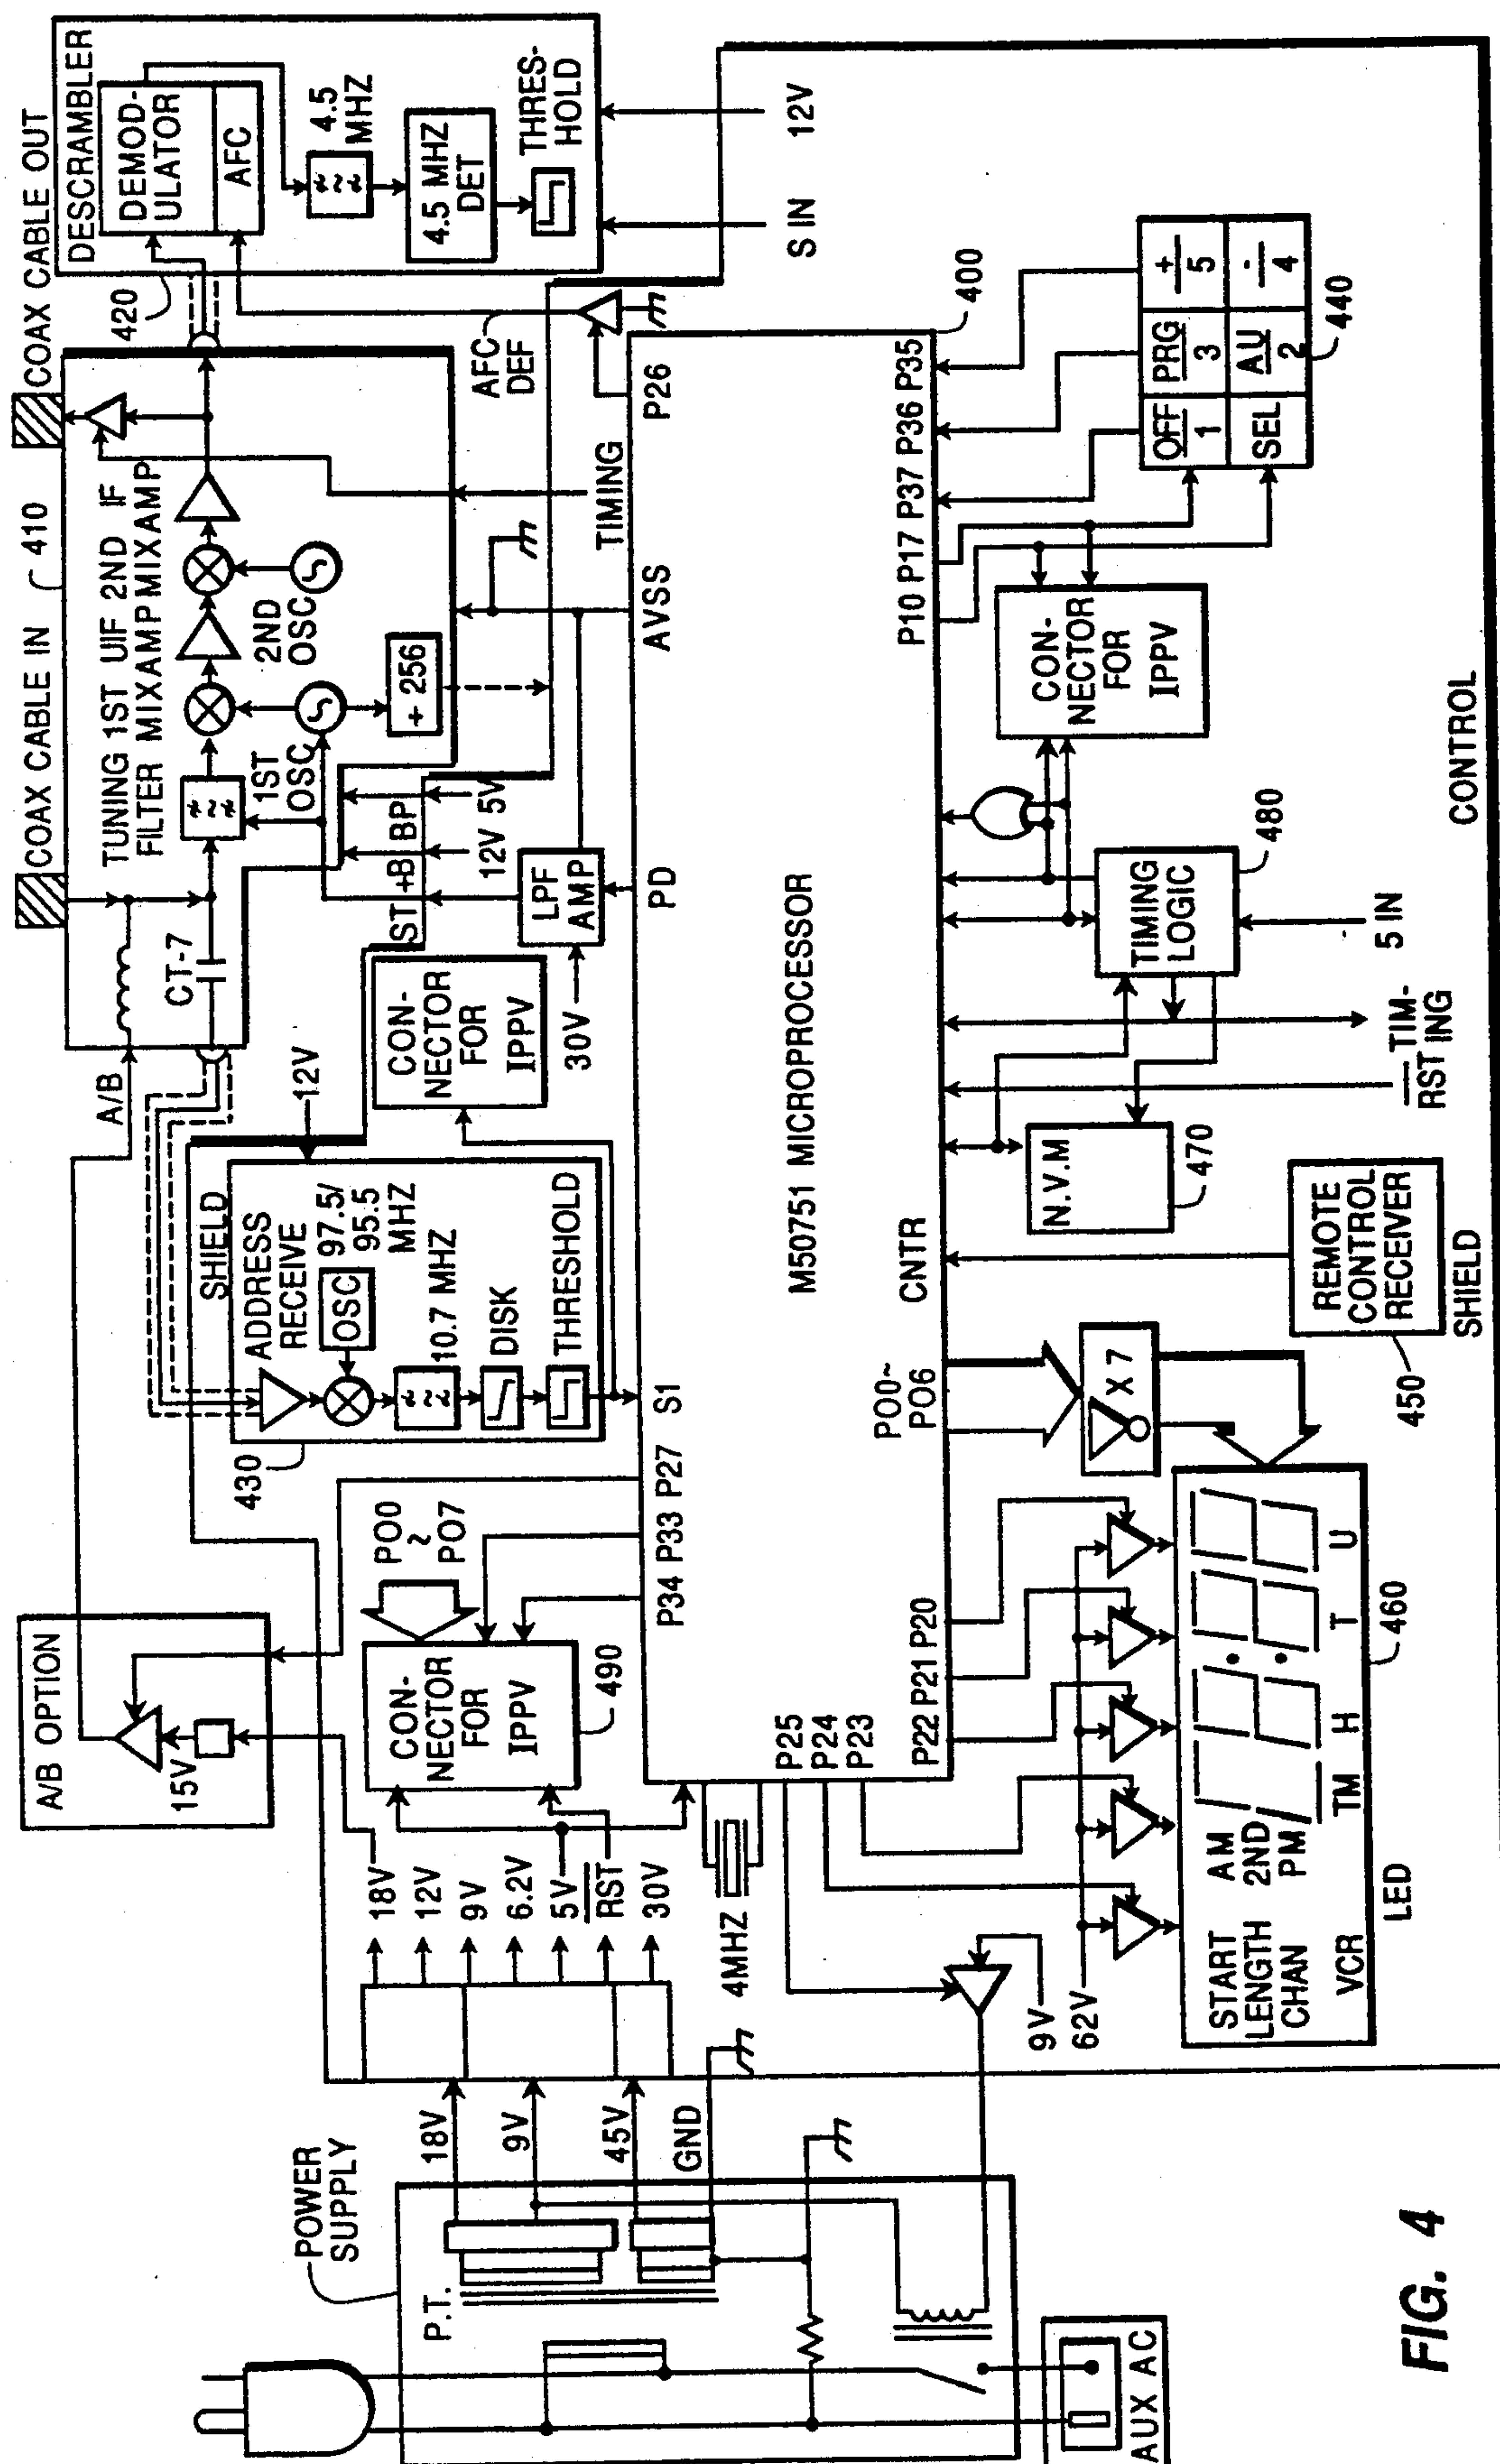 COAX CABLE IN
410
COAX CABLE OUT
TUNING 1ST UIF 2ND IF
FILTER MIXAMPMIXAMP
CT-7
1ST
OSC
2ND
OSC
÷ 256
A/B
ST +B BP
12V 5V
420
DESCRAMBLER
DEMOD-
ULATOR
AFC
4.5
MHZ
4.5 MHZ
DET
THRES-
HOLD
S IN
12V
AFC
DEF
A/B OPTION
15V
SHIELD
ADDRESS
RECEIVE
OSC
97.5/
95.5
MHZ
10.7 MHZ
DISK
THRESHOLD
430
12V
CON-
NECTOR
FOR
IPPV
30V
LPF
AMP
PO0
~
PO7
CON-
NECTOR
FOR
IPPV
490
POWER
SUPPLY
P.T.
18V
9V
45V
GND
18V
12V
9V
6.2V
5V
RST
30V
4MHZ
P34 P33 P27
S1
PD
AVSS
TIMING
P26
M50751 MICROPROCESSOR
400
P25
P24
P23
P22 P21 P20
PO0~
PO6
CNTR
P10 P17 P37 P36 P35
X 7
N.V.M
470
TIMING
LOGIC
480
CON-
NECTOR
FOR
IPPV
OFF
1
PRG
3
+
5
SEL
AU
2
-
4
440
RST
TIM-
ING
5 IN
REMOTE
CONTROL
RECEIVER
450
SHIELD
CONTROL
9V
62V
START
LENGTH
CHAN
VCR
AM
2ND
PM
TM
H
T
U
LED
460
AUX AC
FIG. 4